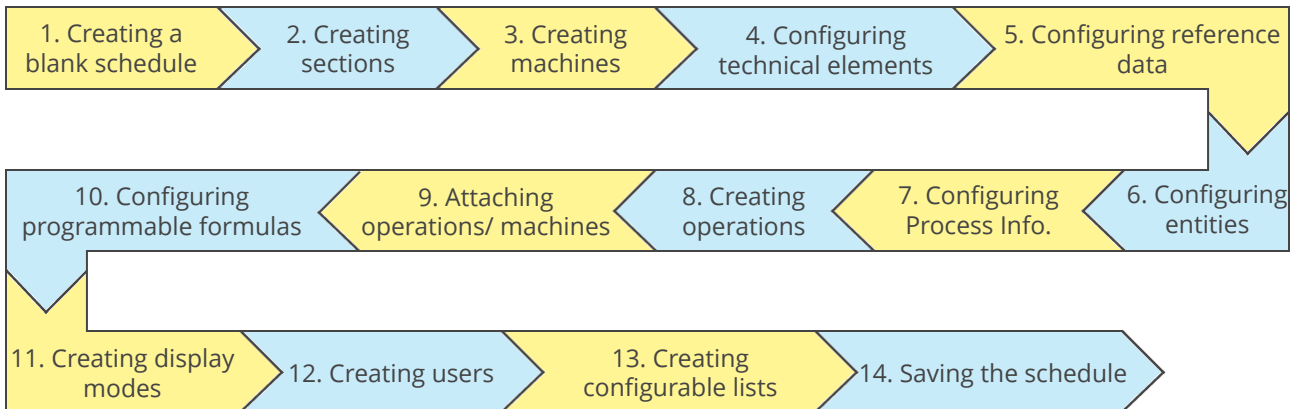 1. Creating a
blank schedule
2. Creating
sections
3. Creating
machines
4. Configuring
technical elements
5. Configuring reference
data
6. Configuring
entities
7. Configuring
Process Info.
8. Creating
operations
9. Attaching
operations/ machines
10. Configuring
programmable formulas
11. Creating display
modes
12. Creating users
13. Creating
configurable lists
14. Saving the schedule